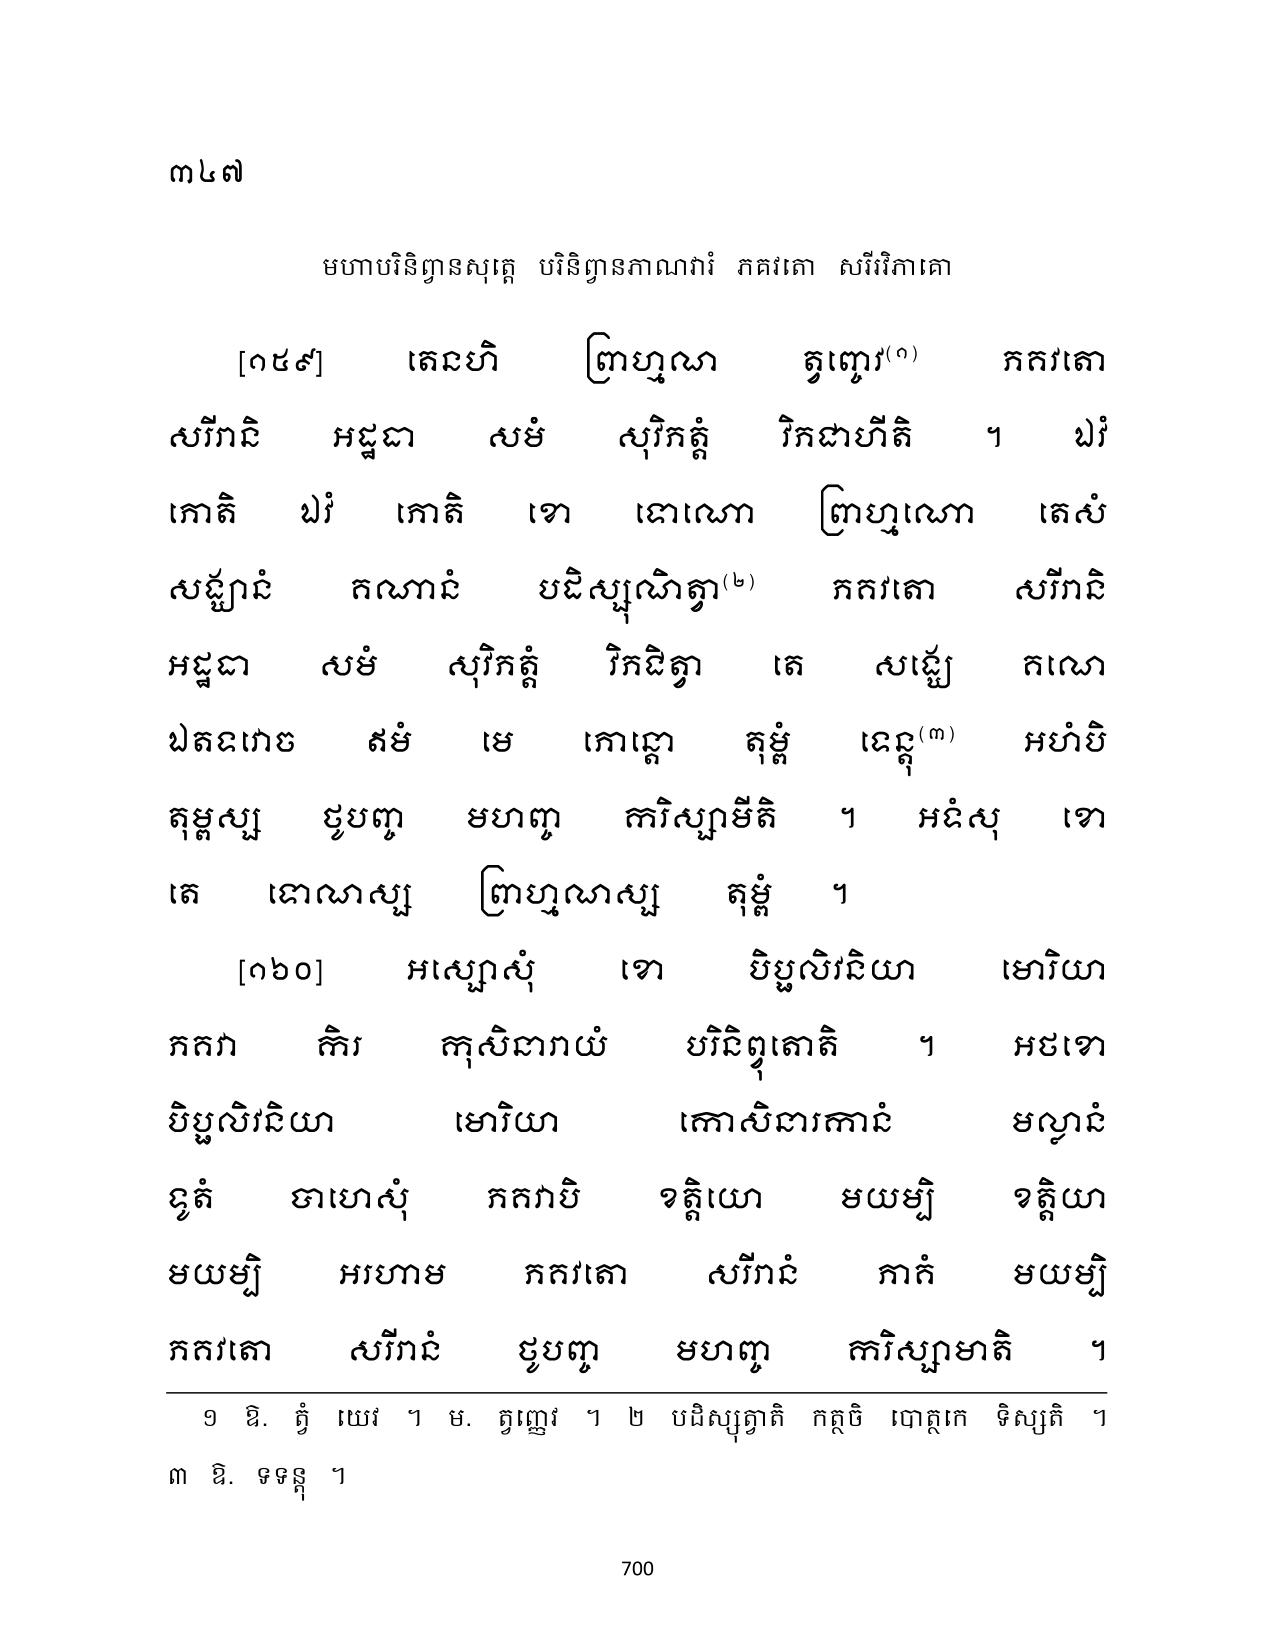 ៣៤៧
មហាបរិនិព្វានសុត្តេ បរិនិព្វានភាណវារំ ភគវតោ សរីរវិភាគោ
[១៥៩] តេនហិ ព្រាហ្មណ ត្វញ្ចេវ(១) ភគវតោ
សរីរានិ អដ្ឋធា សមំ សុវិភត្តំ វិភជាហីតិ ។ ឯវំ
ភោតិ ឯវំ ភោតិ ខោ ទោណោ ព្រាហ្មណោ តេសំ
សង្ឃានំ គណានំ បដិស្សុណិត្វា(២) ភគវតោ សរីរានិ
អដ្ឋធា សមំ សុវិភត្តំ វិភជិត្វា តេ សង្ឃេ គណេ
ឯតទវោច ឥមំ មេ ភោន្តោ តុម្ពំ ទេន្តុ(៣) អហំបិ
តុម្ពស្ស ថូបញ្ច មហញ្ច ករិស្សាមីតិ ។ អទំសុ ខោ
តេ ទោណស្ស ព្រាហ្មណស្ស តុម្ពំ ។
[១៦០] អស្សោសុំ ខោ បិប្ផលិវនិយា មោរិយា
ភគវា កិរ កុសិនារាយំ បរិនិព្វុតោតិ ។ អថខោ
បិប្ផលិវនិយា មោរិយា កោសិនារកានំ មល្លានំ
ទូតំ បាហេសុំ ភគវាបិ ខត្តិយោ មយម្បិ ខត្តិយា
មយម្បិ អរហាម ភគវតោ សរីរានំ ភាគំ មយម្បិ
ភគវតោ សរីរានំ ថូបញ្ច មហញ្ច ករិស្សាមាតិ ។
១ ឱ. ត្វំ យេវ ។ ម. ត្វញ្ញេវ ។ ២ បដិស្សុត្វាតិ កត្ថចិ បោត្ថកេ ទិស្សតិ ។
៣ ឱ. ទទន្តុ ។
700